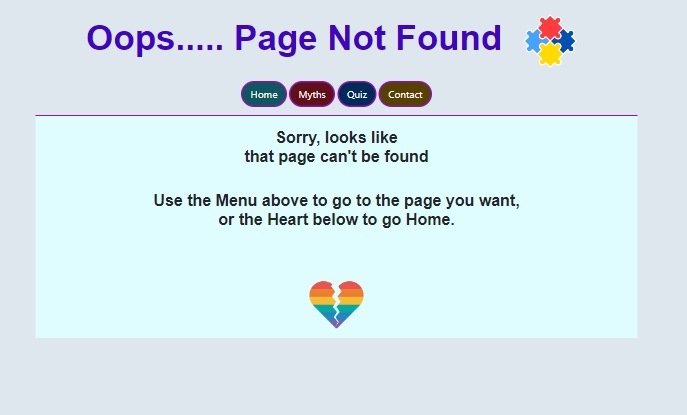 Oops..... Page Not Found
Home Myths Quiz Contact
Sorry, looks like
that page can't be found
Use the Menu above to go to the page you want,
or the Heart below to go Home.